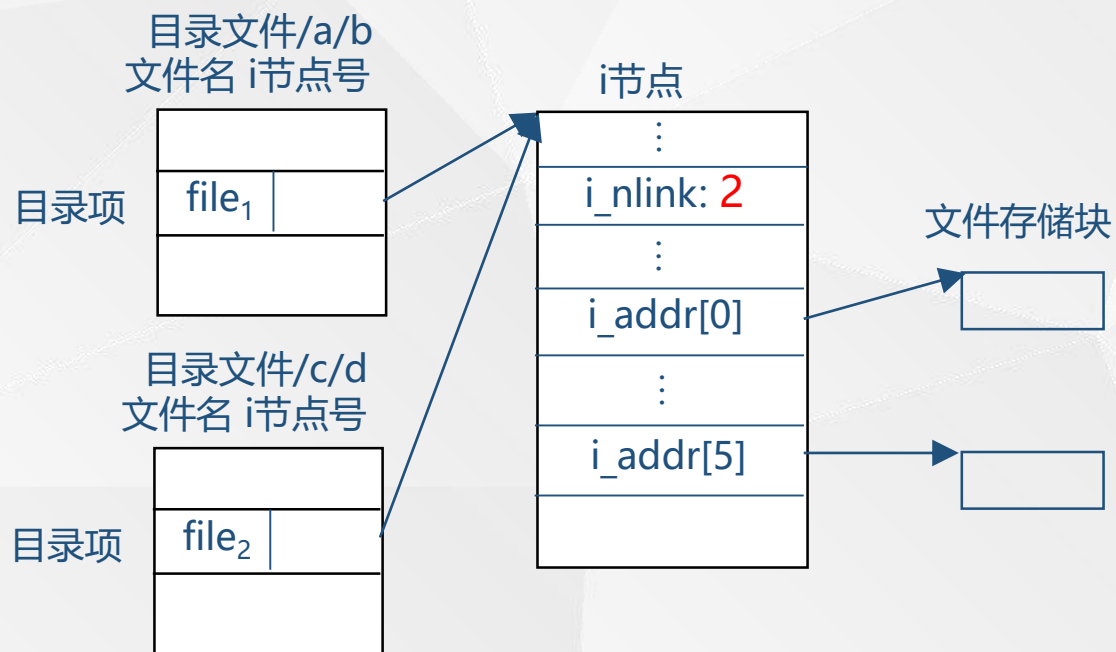 目录文件/a/b
文件名 i节点号
目录项
file₁
目录文件/c/d
文件名 i节点号
目录项
file₂
i节点
⋮
i_nlink: 2
⋮
i_addr[0]
⋮
i_addr[5]
文件存储块